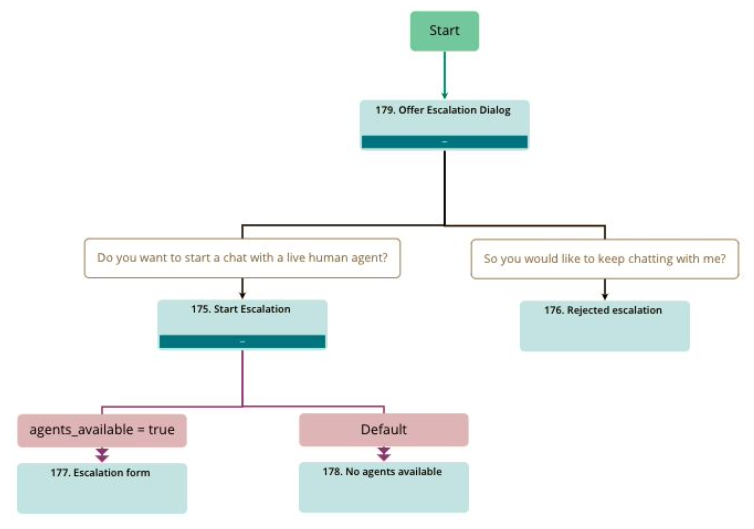 Start
179. Offer Escalation Dialog
Do you want to start a chat with a live human agent?
So you would like to keep chatting with me?
175. Start Escalation
176. Rejected escalation
agents_available = true
Default
177. Escalation form
178. No agents available